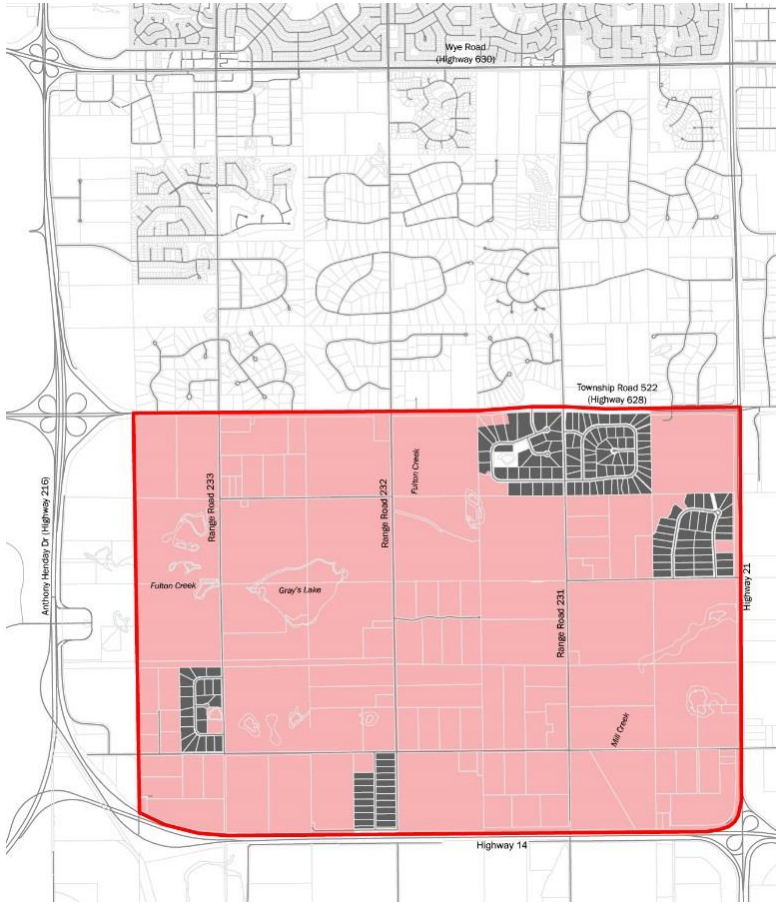 Wye Road
(Highway 630)
Township Road 522
(Highway 628)
Anthony Henday Dr (Highway 216)
Range Road 233
Range Road 232
Fulton Creek
Fulton Creek
Gray's Lake
Range Road 231
Highway 21
Mill Creek
Highway 14